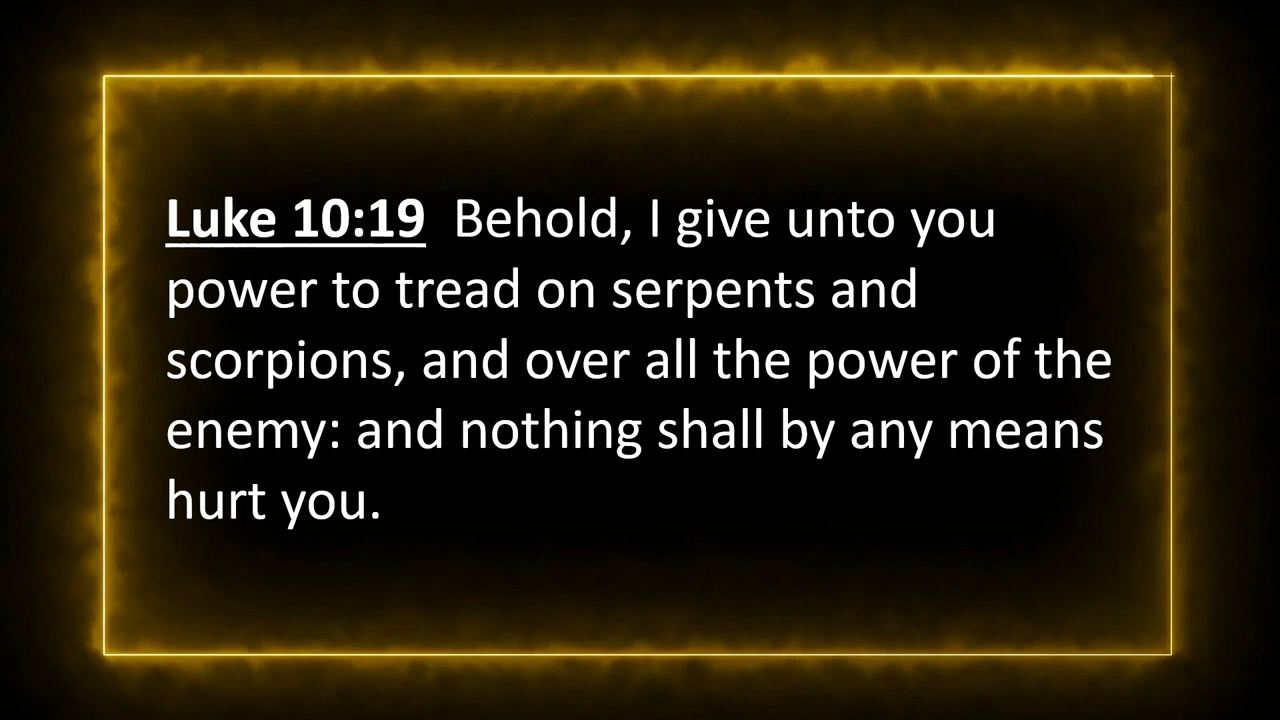 Luke 10:19  Behold, I give unto you
power to tread on serpents and
scorpions, and over all the power of the
enemy: and nothing shall by any means
hurt you.